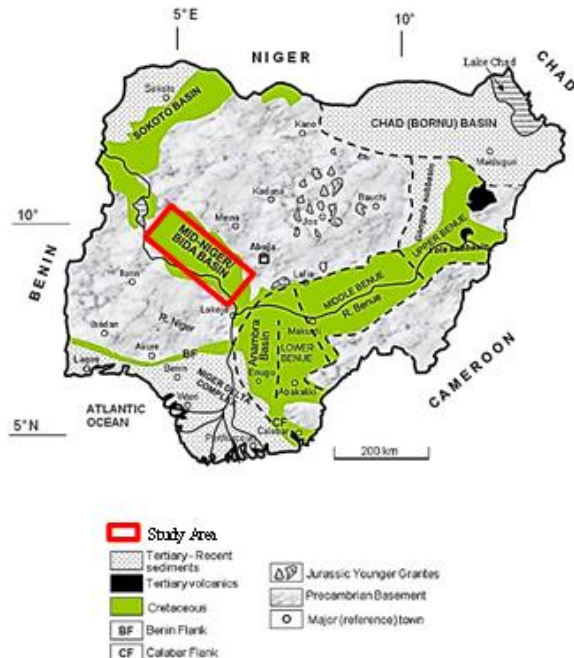 5° E
10°
NIGER
CHAD
Lake Chad
Sokoto
SOKOTO BASIN
Kano
CHAD (BORNU) BASIN
Maiduguri
Kaduna
Bauchi
Jos
Gongola subbasin
10°
Minna
UPPER BENUE
MID-NIGER/
BIDA BASIN
Abuja
BENIN
Ilorin
Lafia
MIDDLE BENUE
R. Benue
Lokoja
R. Niger
Makurdi
Ibadan
Akure
Anambra
Basin
LOWER
BENUE
CAMEROON
BF
Lagos
Benin
Enugu
Abakaliki
NIGER DELTA
COMPLEX
Warri
ATLANTIC
OCEAN
CF
Calabar
5°N
200 km
Study Area
Tertiary - Recent
sediments
Tertiary volcanics
Cretaceous
BF Benin Flank
CF Calabar Flank
Jurassic Younger Grantes
Precambrian Basement
Major (reference) town